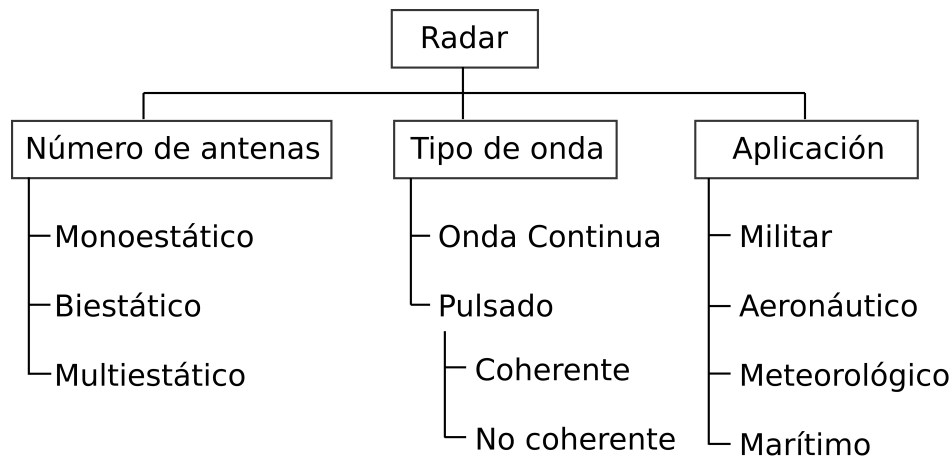 Radar
Número de antenas
Monoestático
Biestático
Multiestático
Tipo de onda
Onda Continua
Pulsado
Coherente
No coherente
Aplicación
Militar
Aeronáutico
Meteorológico
Marítimo